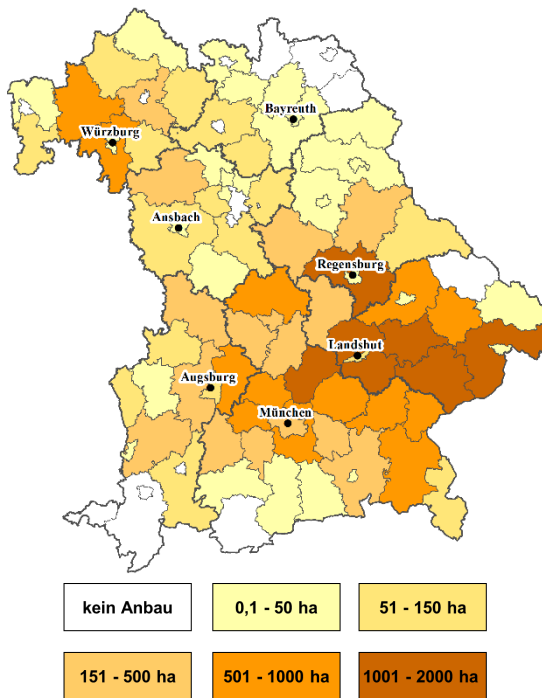 Bayreuth
Würzburg
Ansbach
Regensburg
Landshut
Augsburg
München
kein Anbau
0,1 - 50 ha
51 - 150 ha
151 - 500 ha
501 - 1000 ha
1001 - 2000 ha